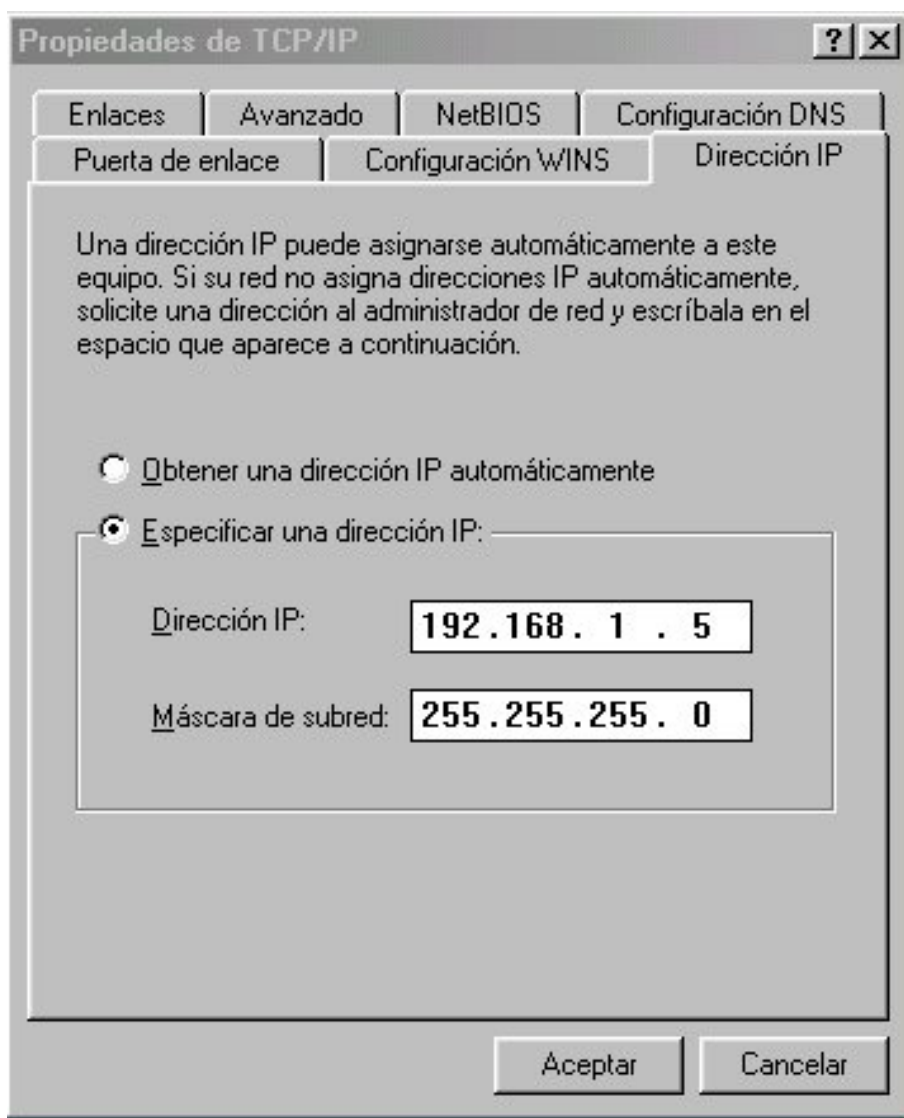 Propiedades de TCP/IP
Enlaces Avanzado NetBIOS Configuración DNS
Puerta de enlace Configuración WINS Dirección IP
Una dirección IP puede asignarse automáticamente a este
equipo. Si su red no asigna direcciones IP automáticamente,
solicite una dirección al administrador de red y escríbala en el
espacio que aparece a continuación.
Obtener una dirección IP automáticamente
Especificar una dirección IP:
Dirección IP: 192.168. 1 . 5
Máscara de subred: 255.255.255. 0
Aceptar Cancelar